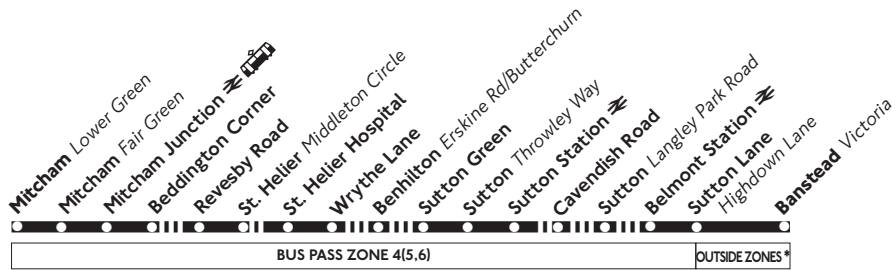 Mitcham Lower Green
Mitcham Fair Green
Mitcham Junction
Beddington Corner
Revesby Road
St. Helier Middleton Circle
St. Helier Hospital
Wrythe Lane
Benhilton Erskine Rd/Butterchurn
Sutton Green
Sutton Throwley Way
Sutton Station
Cavendish Road
Sutton Langley Park Road
Belmont Station
Sutton Lane
Highdown Lane
Banstead Victoria
BUS PASS ZONE 4(5,6)
OUTSIDE ZONES*